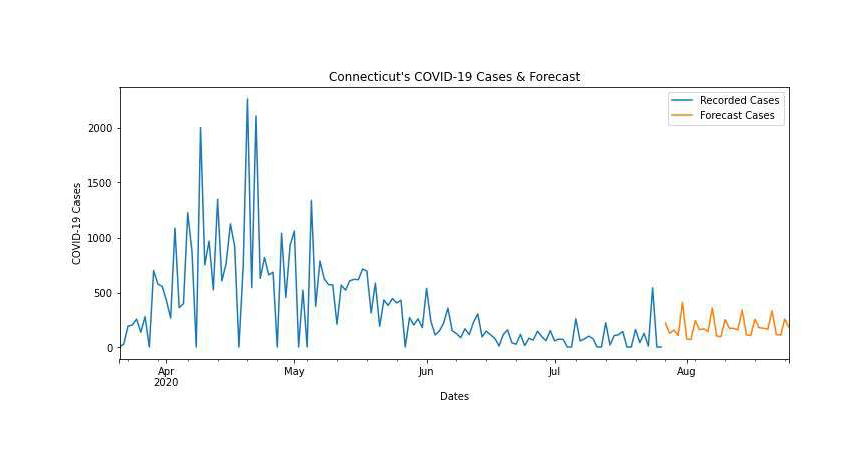 Connecticut's COVID-19 Cases & Forecast
Recorded Cases
Forecast Cases
COVID-19 Cases
2000
1500
1000
500
0
Apr
2020
May
Jun
Jul
Aug
Dates